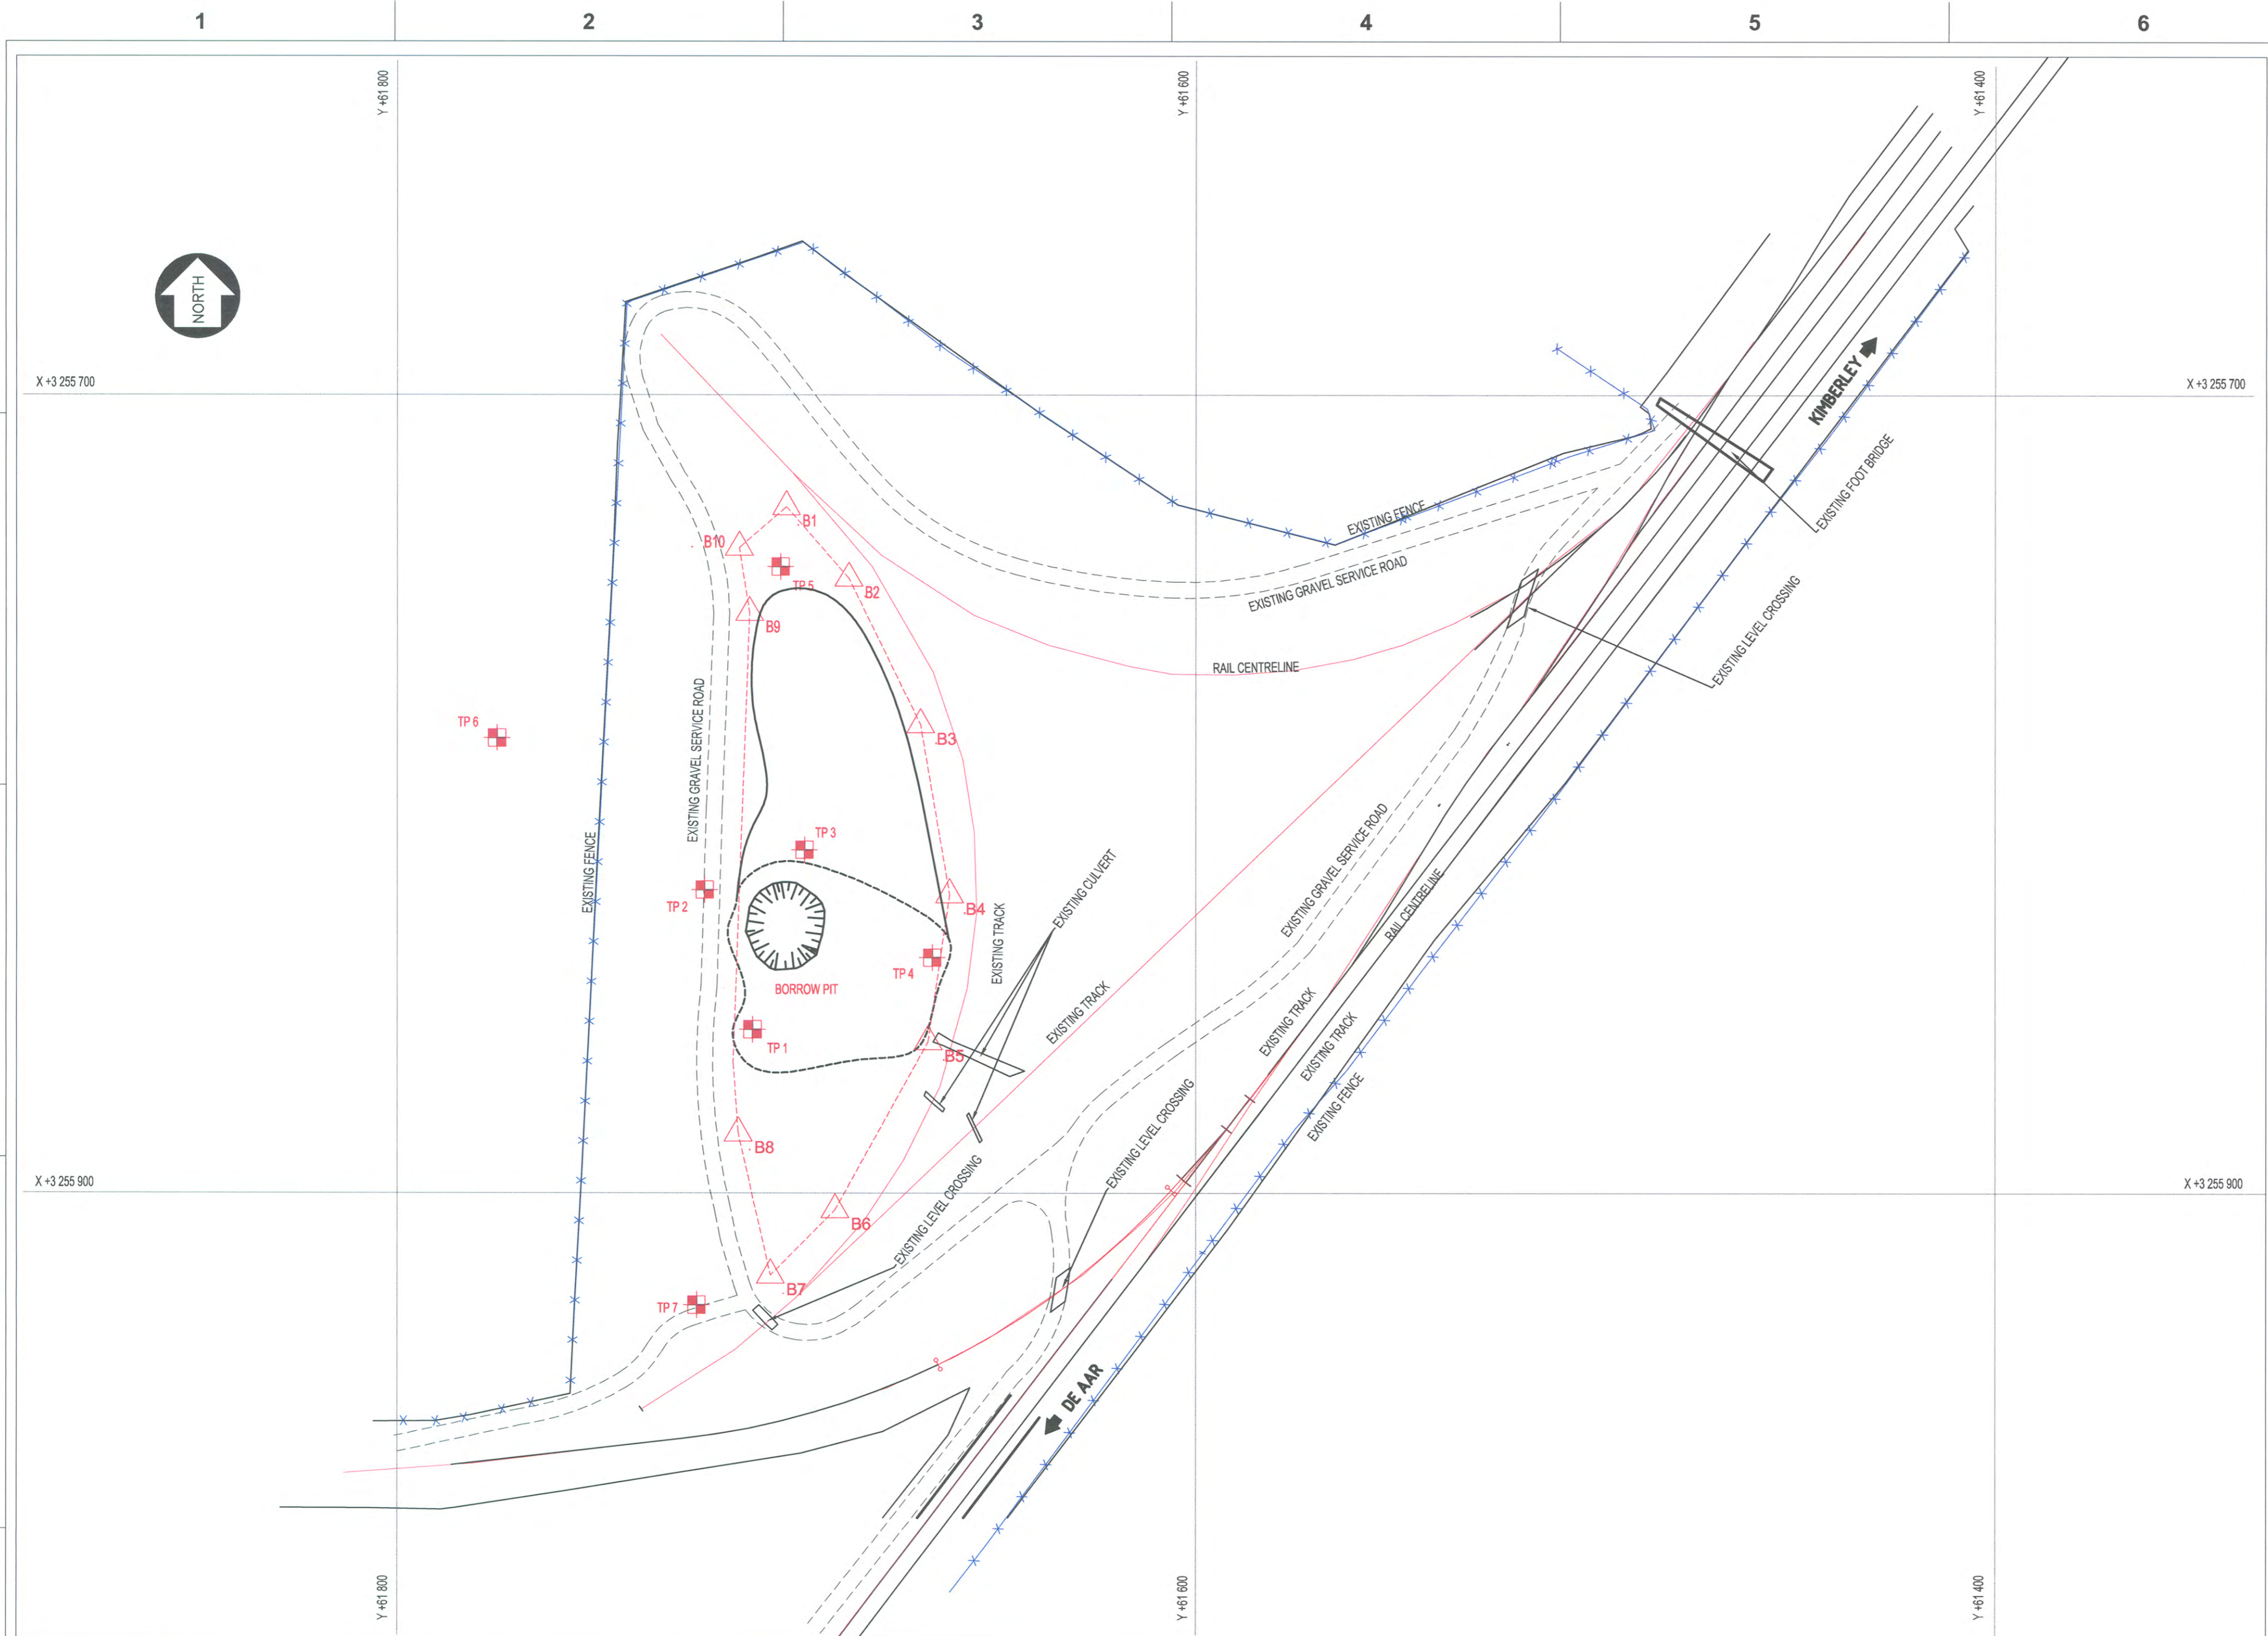 1
2
3
4
5
6
Y +61 800
Y +61 600
Y +61 400
NORTH
X +3 255 700
X +3 255 700
KIMBERLEY
EXISTING FOOT BRIDGE
EXISTING FENCE
B1
B10
TP 5
B2
EXISTING GRAVEL SERVICE ROAD
B9
EXISTING LEVEL CROSSING
RAIL CENTRELINE
TP 6
EXISTING GRAVEL SERVICE ROAD
B3
TP 3
EXISTING FENCE
TP 2
B4
EXISTING TRACK
EXISTING CULVERT
EXISTING GRAVEL SERVICE ROAD
RAIL CENTRELINE
TP 4
BORROW PIT
EXISTING TRACK
EXISTING TRACK
EXISTING TRACK
TP 1
B5
EXISTING FENCE
B8
EXISTING LEVEL CROSSING
X +3 255 900
X +3 255 900
B6
EXISTING LEVEL CROSSING
B7
TP 7
DE AAR
Y +61 800
Y +61 600
Y +61 400